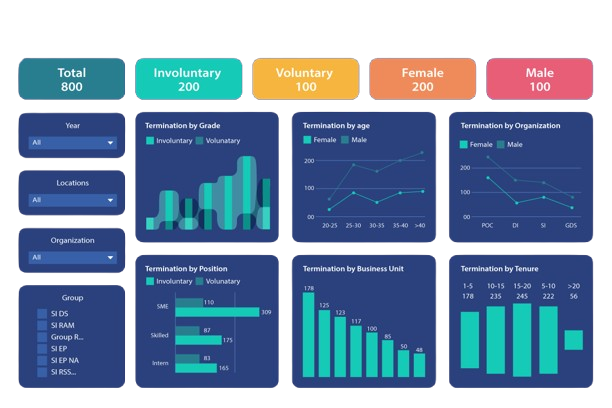 Total
800
Involuntary
200
Voluntary
100
Female
200
Male
100
Year
All
Locations
All
Organization
All
Group
SI DS
SI RAM
Group R...
SI EP
SI EP NA
SI RSS...
Termination by Grade
Involuntary Volunatary
Termination by age
Female Male
200
100
00
20-25 25-30 30-35 35-40 >40
Termination by Organization
Female Male
200
100
00
POC DI SI GDS
Termination by Position
Involuntary Volunatary
SME 110 309
Skilled 87 175
Intern 83 165
Termination by Business Unit
178 125 123 117 100 85 50 48
Termination by Tenure
1-5 10-15 15-20 5-10 >20
178 235 245 222 56